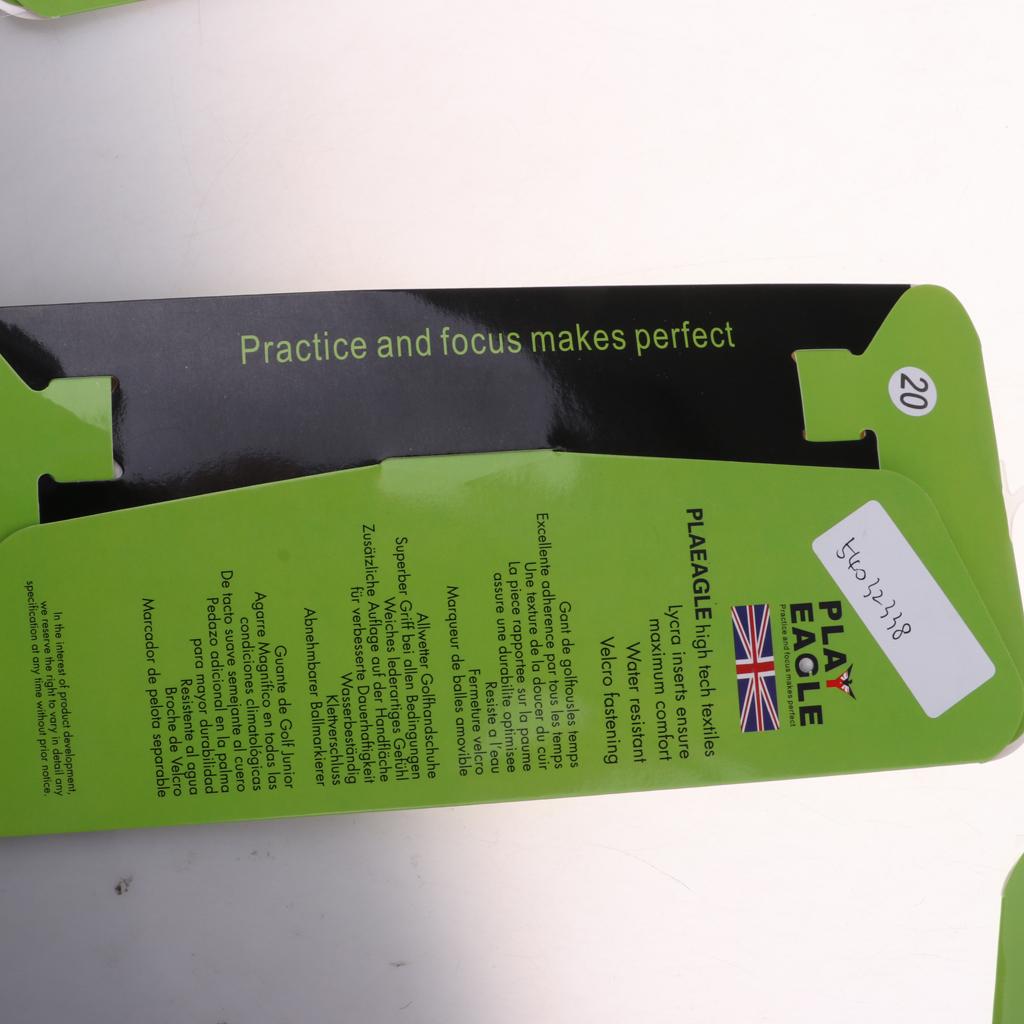 Practice and focus makes perfect
20
54032338
PLAY
EAGLE
Practice and focus makes perfect
PLAEAGLE high tech textiles
Lycra inserts ensure
maximum comfort
Water resistant
Velcro fastening
Gant de golftousles temps
Excellente adherence par tous les temps
Une texture de la doucer du cuir
La piece rapportee sur la paume
assure une durabilite optimisee
Resiste a l'eau
Fermeture velcro
Marqueur de balles amovible
Allwetter Golfhandschuhe
Superber Griff bei allen Bedingungen
Weiches lederartiges Gefühl
Zusätzliche Auflage auf der Handfläche
für verbesserte Dauerhaftigkeit
Wasserbeständig
Klettverschluss
Abnehmbarer Ballmarkierer
Guante de Golf Junior
Agarre Magnífico en todas las
condiciones climatológicas
De tacto suave semejante al cuero
Pedazo adicional en la palma
para mayor durabilidad
Resistente al agua
Broche de Velcro
Marcador de pelota separable
In the interest of product development,
we reserve the right to vary in detail any
specification at any time without prior notice.